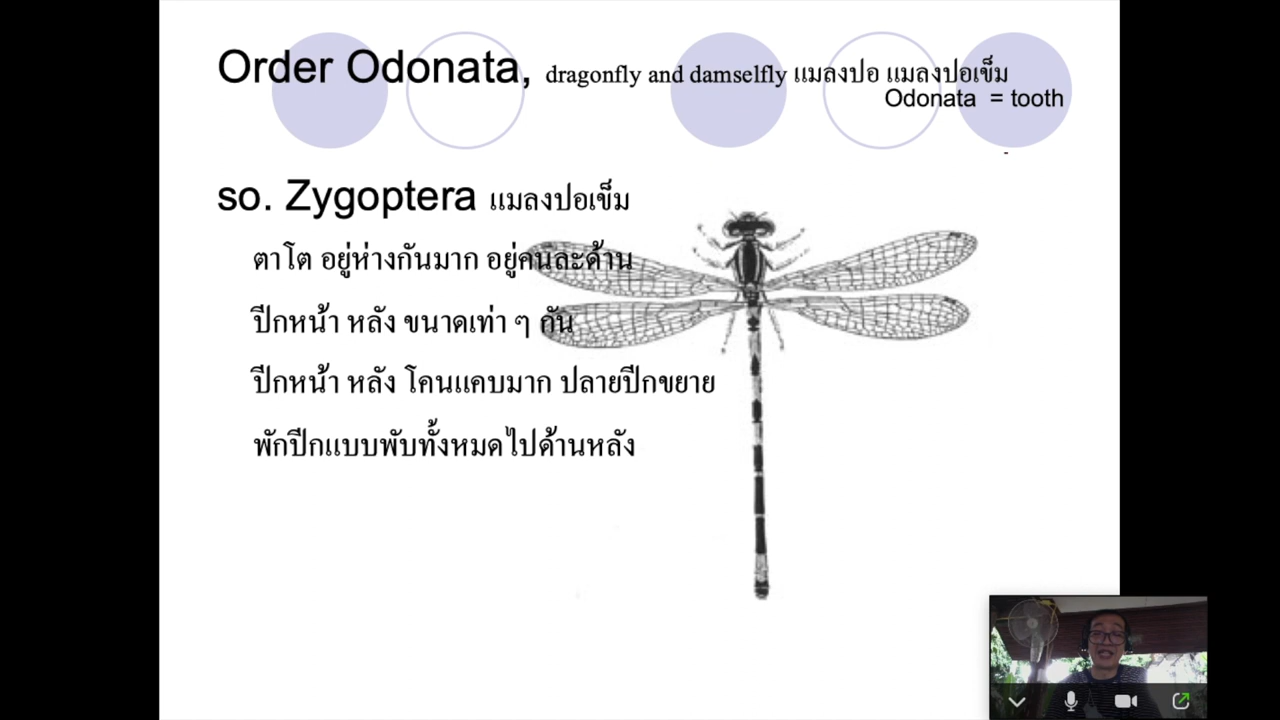 Order Odonata, dragonfly and damselfly แมลงปอ แมลงปอเข็ม
Odonata = tooth
so. Zygoptera แมลงปอเข็ม
ตาโต อยู่ห่างกันมาก อยู่คนละด้าน
ปีกหน้า หลัง ขนาดเท่า ๆ กัน
ปีกหน้า หลัง โคนแคบมาก ปลายปีกขยาย
พักปีกแบบพับทั้งหมดไปด้านหลัง